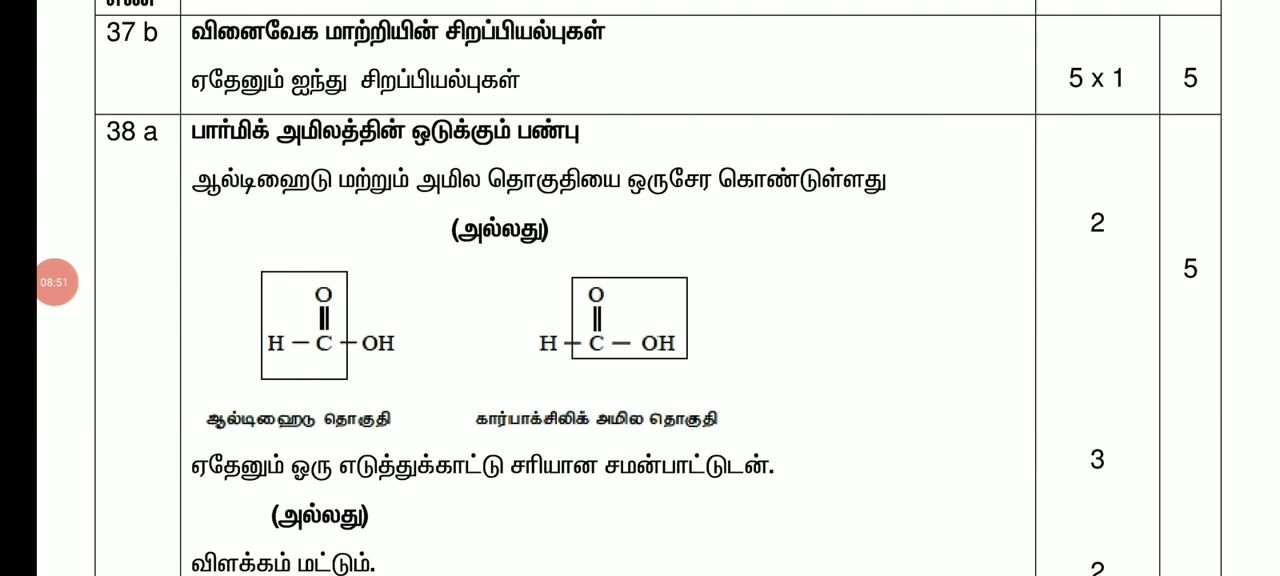 37 b வினைவேக மாற்றியின் சிறப்பியல்புகள்
ஏதேனும் ஐந்து சிறப்பியல்புகள் 5 x 1 5
38 a பார்மிக் அமிலத்தின் ஒடுக்கும் பண்பு
ஆல்டிஹைடு மற்றும் அமில தொகுதியை ஒருசேர கொண்டுள்ளது
2
(அல்லது)
5
08:51
O O
H — C — OH H — C — OH
ஆல்டிஹைடு தொகுதி கார்பாக்சிலிக் அமில தொகுதி
ஏதேனும் ஓரு எடுத்துக்காட்டு சரியான சமன்பாட்டுடன். 3
(அல்லது)
விளக்கம் மட்டும். 2